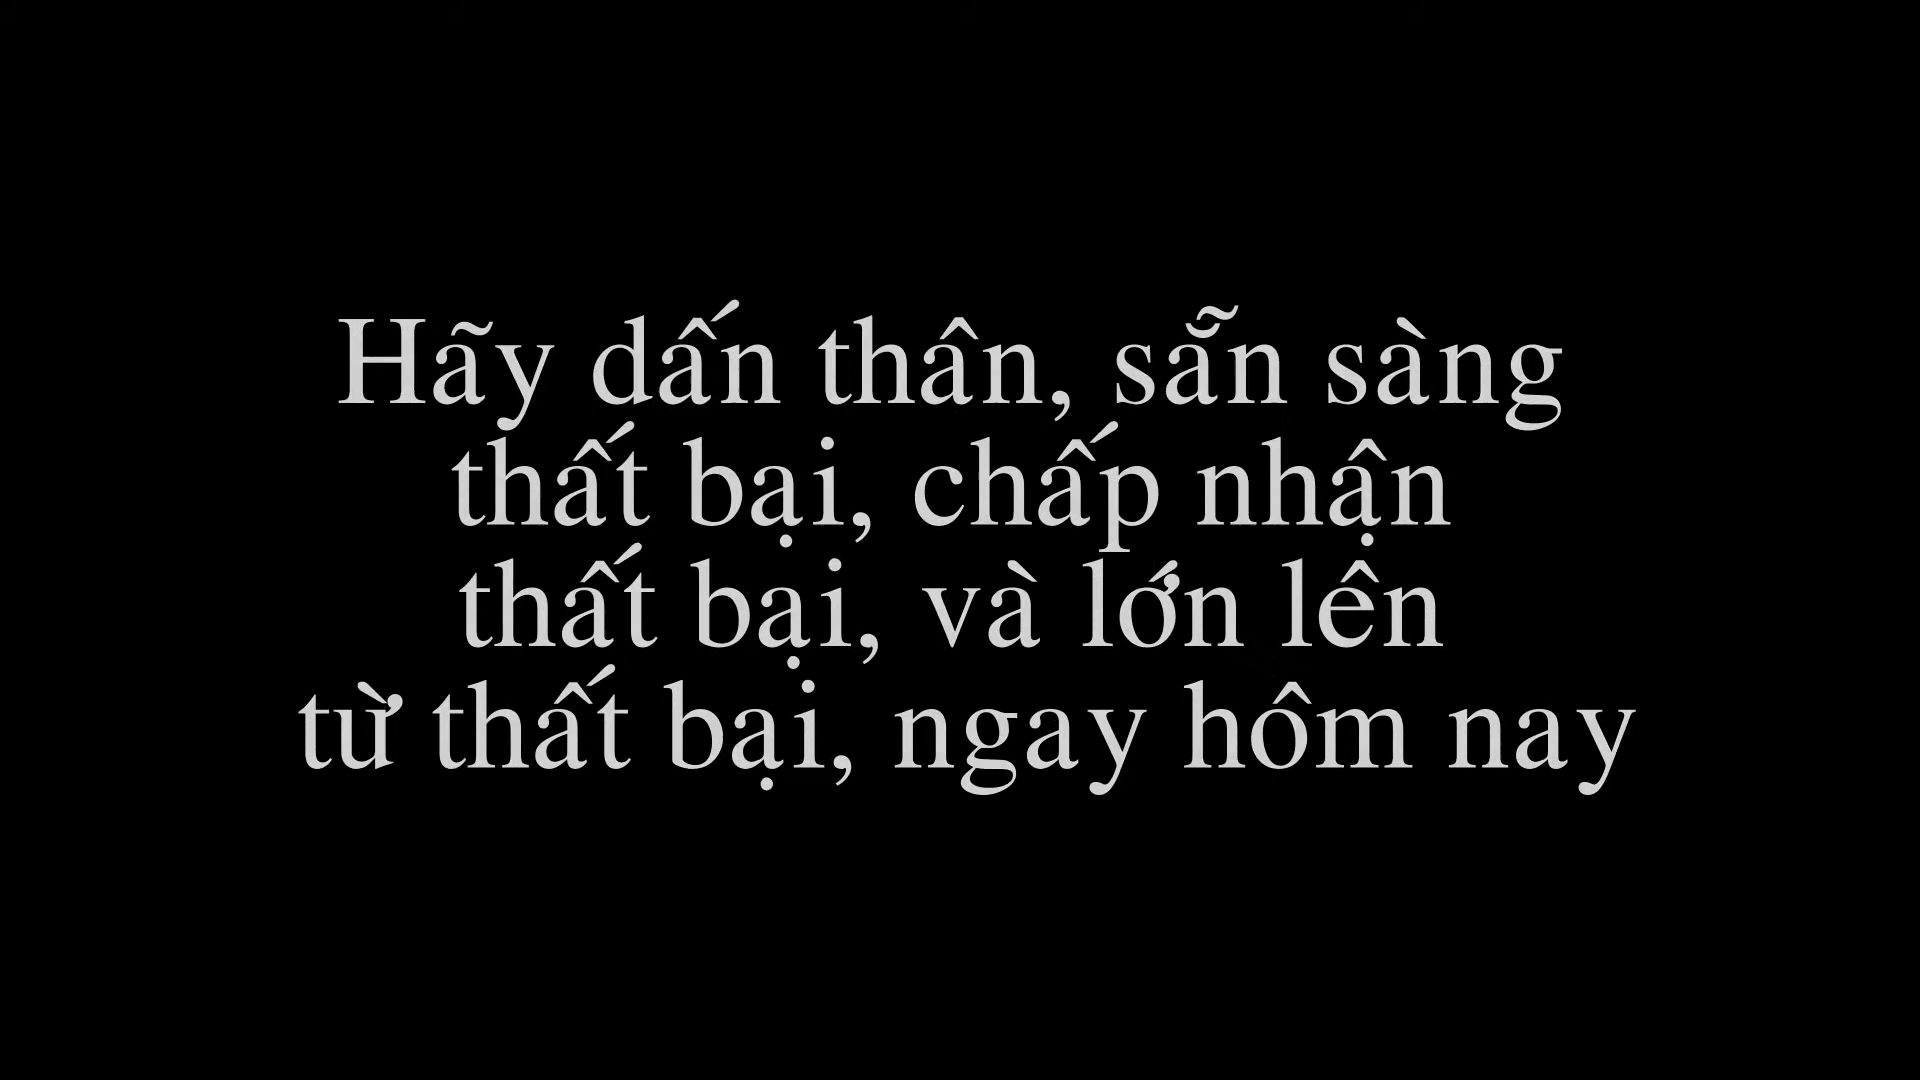 Hãy dấn thân, sẵn sàng
thất bại, chấp nhận
thất bại, và lớn lên
từ thất bại, ngay hôm nay